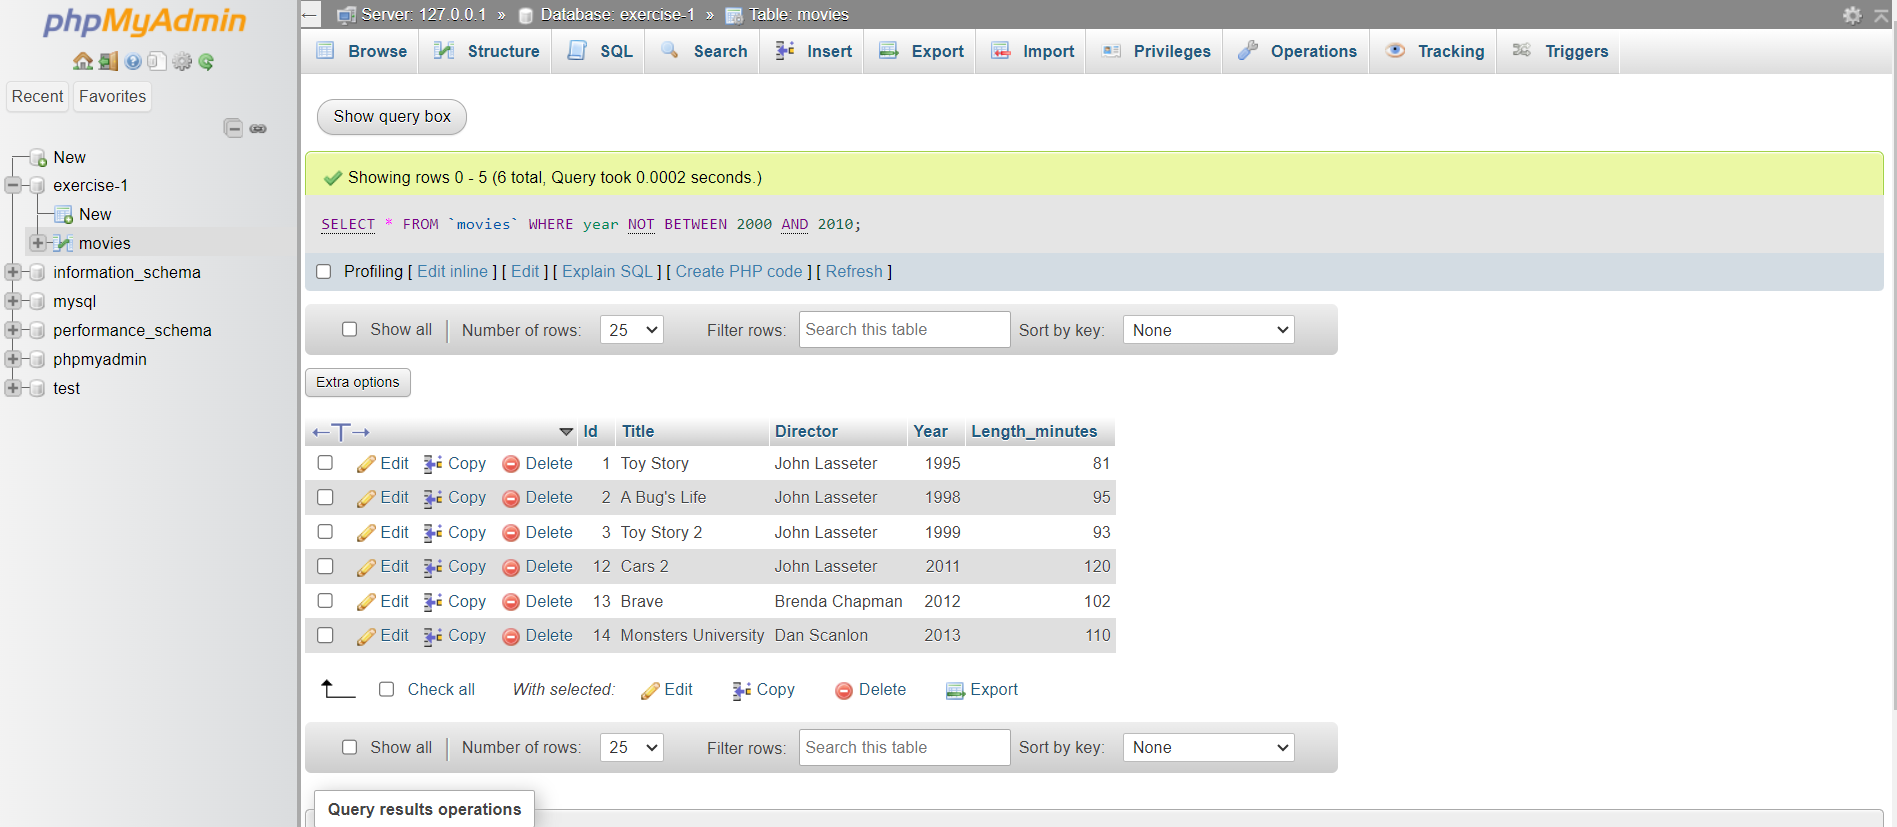 phpMyAdmin
Recent Favorites
New
exercise-1
New
movies
information_schema
mysql
performance_schema
phpmyadmin
test
← Server: 127.0.0.1 » Database: exercise-1 » Table: movies
Browse Structure SQL Search Insert Export Import Privileges Operations Tracking Triggers
Show query box
Showing rows 0 - 5 (6 total, Query took 0.0002 seconds.)
SELECT * FROM `movies` WHERE year NOT BETWEEN 2000 AND 2010;
Profiling [ Edit inline ] [ Edit ] [ Explain SQL ] [ Create PHP code ] [ Refresh ]
Show all Number of rows: 25 Filter rows: Search this table Sort by key: None
Extra options
←T→ Id Title Director Year Length_minutes
Edit Copy Delete 1 Toy Story John Lasseter 1995 81
Edit Copy Delete 2 A Bug's Life John Lasseter 1998 95
Edit Copy Delete 3 Toy Story 2 John Lasseter 1999 93
Edit Copy Delete 12 Cars 2 John Lasseter 2011 120
Edit Copy Delete 13 Brave Brenda Chapman 2012 102
Edit Copy Delete 14 Monsters University Dan Scanlon 2013 110
Check all With selected: Edit Copy Delete Export
Show all Number of rows: 25 Filter rows: Search this table Sort by key: None
Query results operations